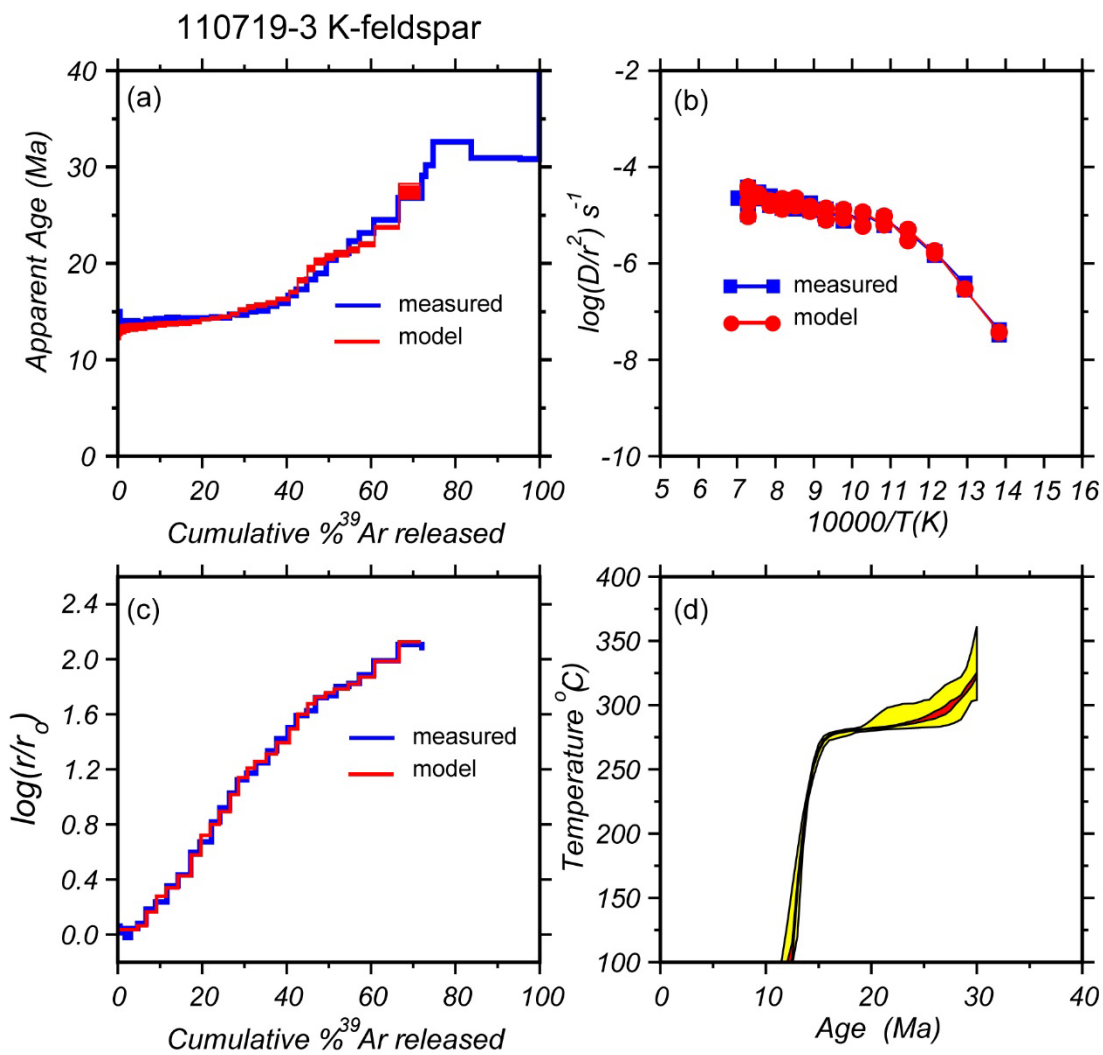 110719-3 K-feldspar
(a)
Apparent Age (Ma)
40
30
20
10
0
measured
model
0 20 40 60 80 100
Cumulative %³⁹Ar released
(b)
log(D/r²) s⁻¹
-2
-4
-6
-8
-10
measured
model
5 6 7 8 9 10 11 12 13 14 15 16
10000/T(K)
(c)
log(r/r₀)
2.4
2.0
1.6
1.2
0.8
0.4
0.0
measured
model
0 20 40 60 80 100
Cumulative %³⁹Ar released
(d)
Temperature °C)
400
350
300
250
200
150
100
0 10 20 30 40
Age (Ma)